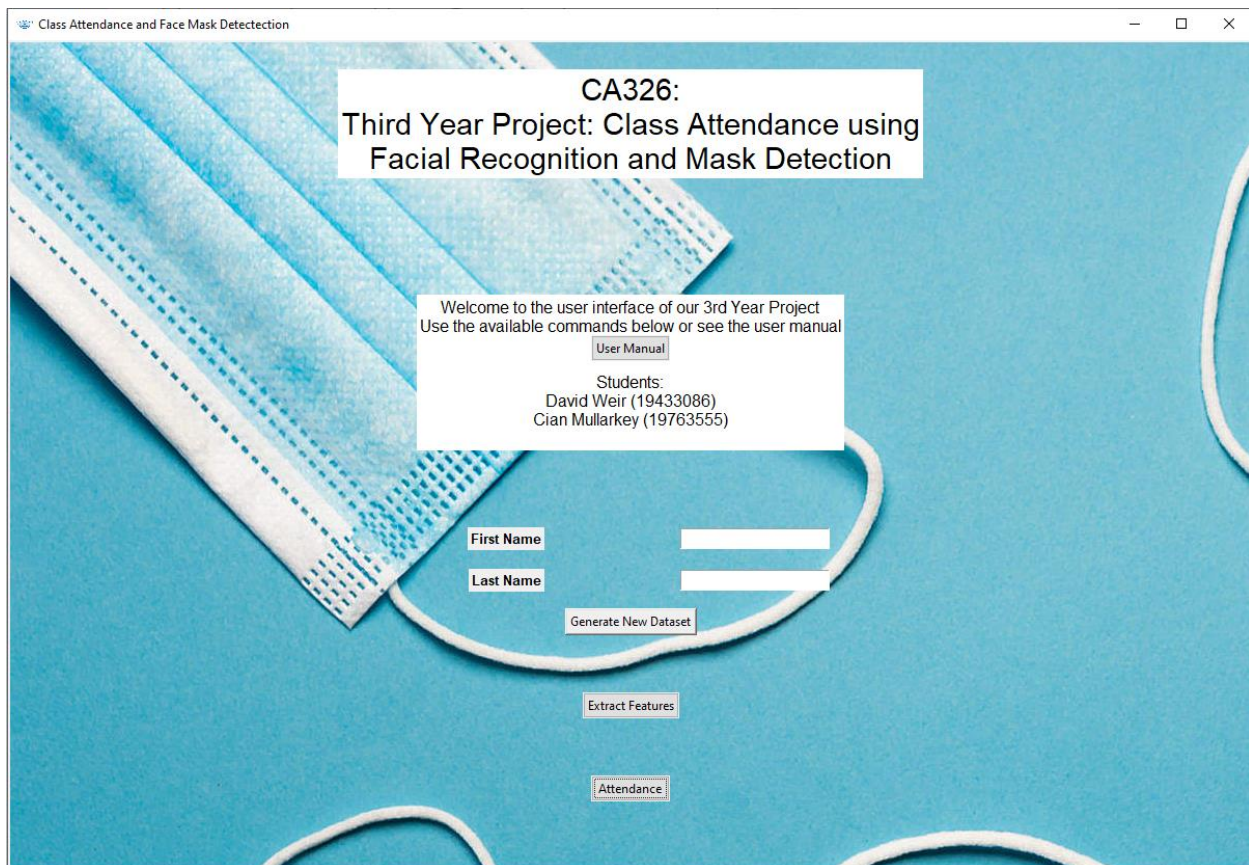 Class Attendance and Face Mask Detectection
CA326:
Third Year Project: Class Attendance using
Facial Recognition and Mask Detection
Welcome to the user interface of our 3rd Year Project
Use the available commands below or see the user manual
User Manual
Students:
David Weir (19433086)
Cian Mullarkey (19763555)
First Name
Last Name
Generate New Dataset
Extract Features
Attendance